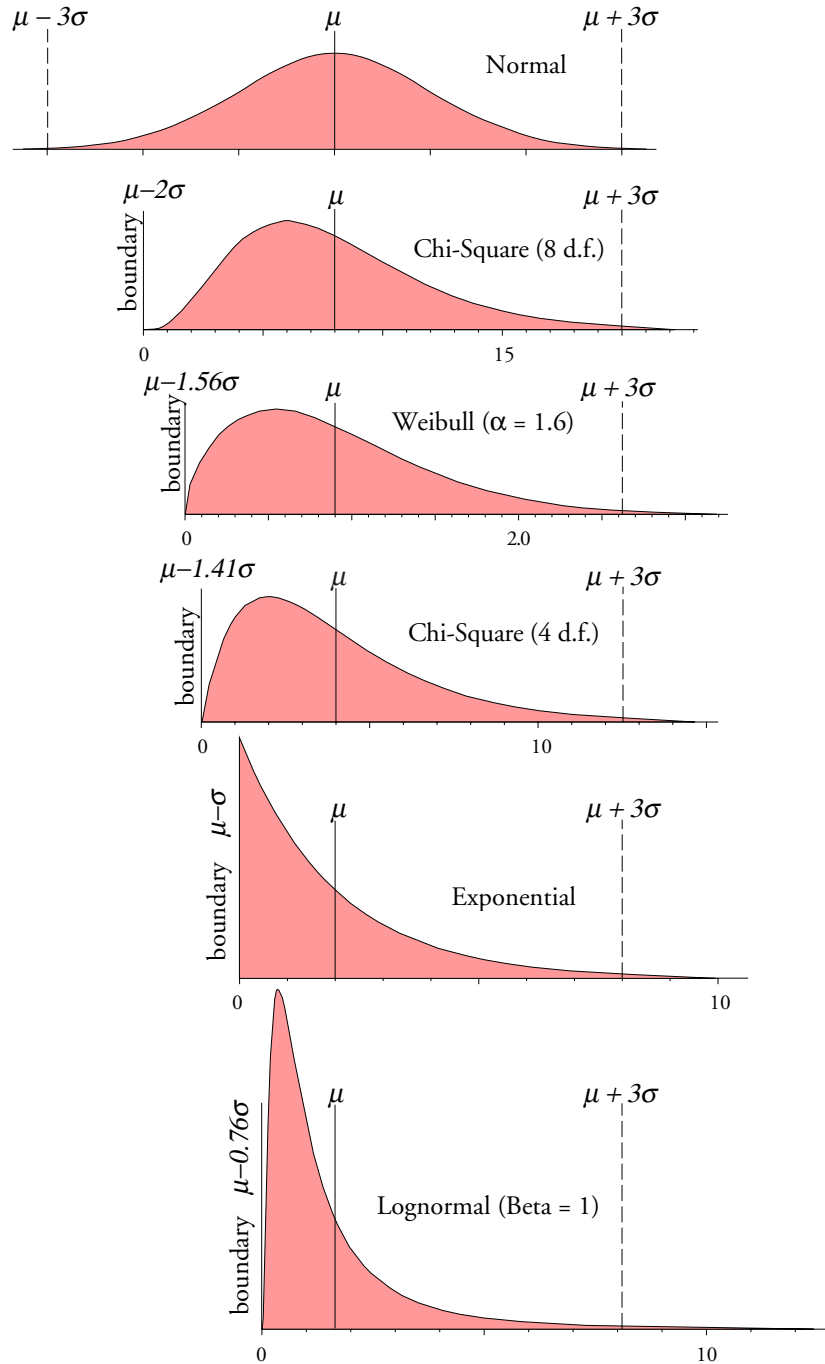 μ − 3σ μ μ + 3σ
Normal
μ−2σ μ μ + 3σ
boundary
Chi-Square (8 d.f.)
0 15
μ−1.56σ μ μ + 3σ
boundary
Weibull (α = 1.6)
0 2.0
μ−1.41σ μ μ + 3σ
boundary
Chi-Square (4 d.f.)
0 10
boundary μ−σ
μ μ + 3σ
Exponential
0 10
boundary μ−0.76σ
μ μ + 3σ
Lognormal (Beta = 1)
0 10